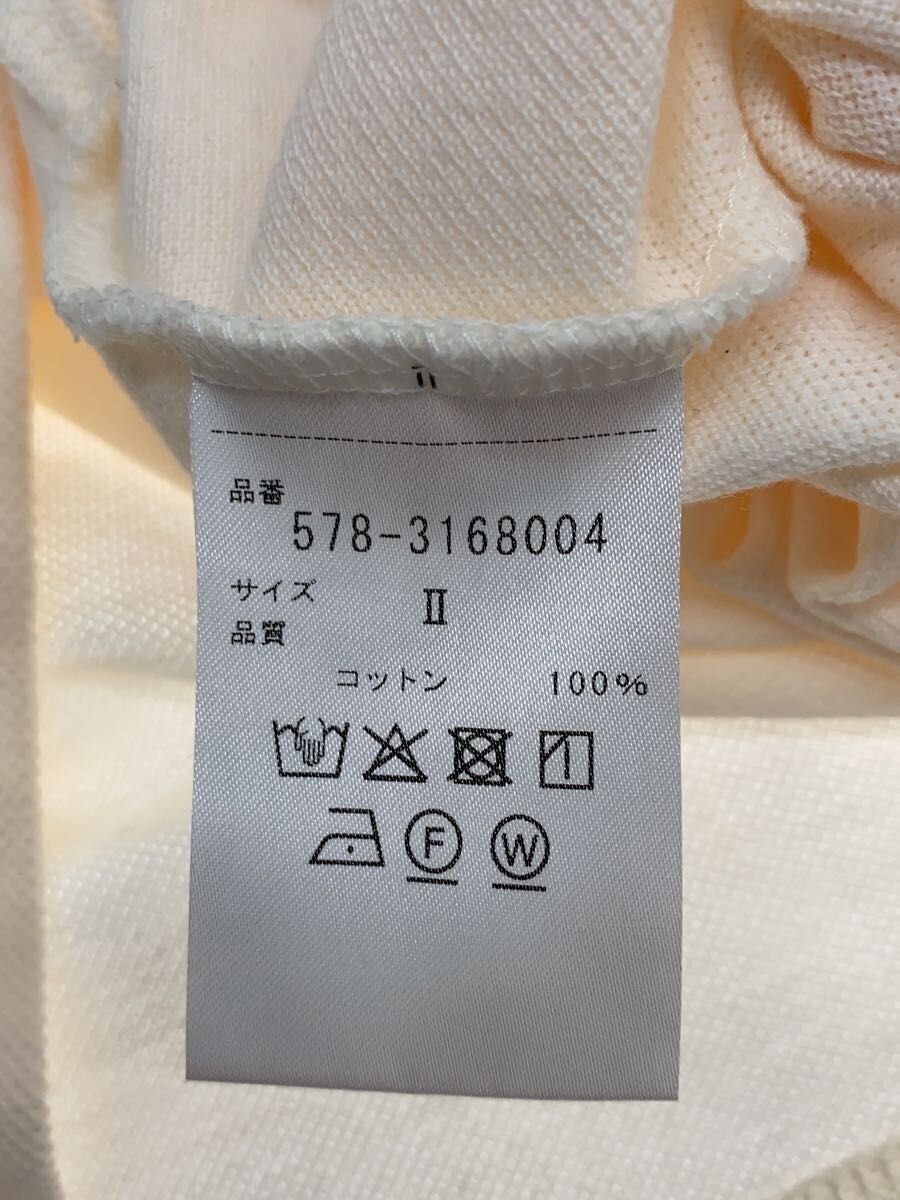 品番
578-3168004
サイズ II
品質
コットン 100%
F W